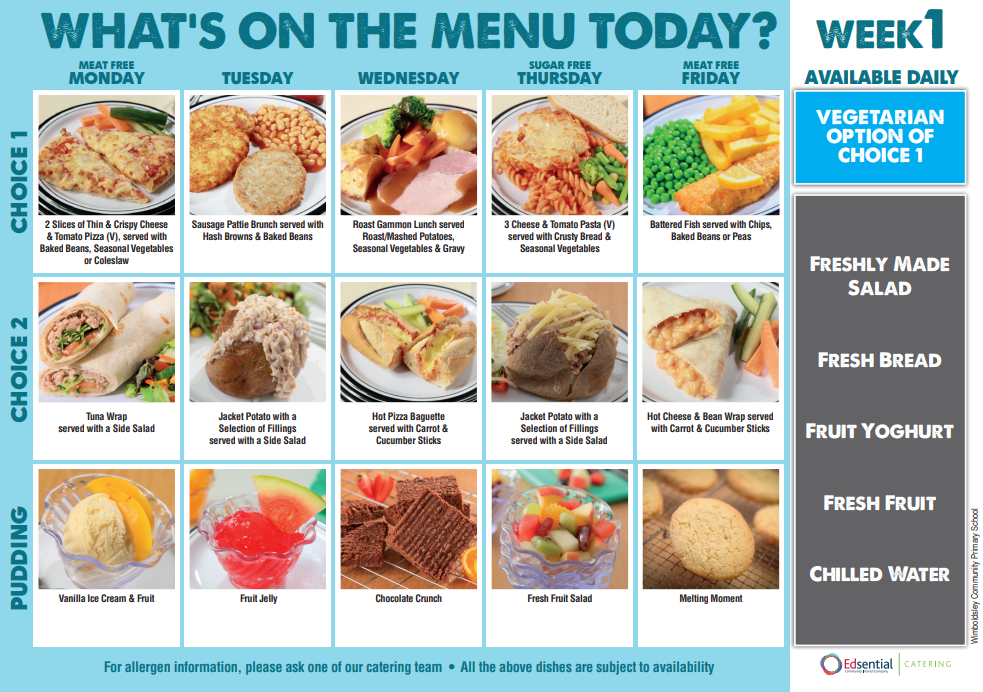 WHAT'S ON THE MENU TODAY?
WEEK1
MEAT FREE
MONDAY
TUESDAY
WEDNESDAY
SUGAR FREE
THURSDAY
MEAT FREE
FRIDAY
AVAILABLE DAILY
CHOICE 1
2 Slices of Thin & Crispy Cheese
& Tomato Pizza (V), served with
Baked Beans, Seasonal Vegetables
or Coleslaw
Sausage Pattie Brunch served with
Hash Browns & Baked Beans
Roast Gammon Lunch served
Roast/Mashed Potatoes,
Seasonal Vegetables & Gravy
3 Cheese & Tomato Pasta (V)
served with Crusty Bread &
Seasonal Vegetables
Battered Fish served with Chips,
Baked Beans or Peas
CHOICE 2
Tuna Wrap
served with a Side Salad
Jacket Potato with a
Selection of Fillings
served with a Side Salad
Hot Pizza Baguette
served with Carrot &
Cucumber Sticks
Jacket Potato with a
Selection of Fillings
served with a Side Salad
Hot Cheese & Bean Wrap served
with Carrot & Cucumber Sticks
PUDDING
Vanilla Ice Cream & Fruit
Fruit Jelly
Chocolate Crunch
Fresh Fruit Salad
Melting Moment
VEGETARIAN
OPTION OF
CHOICE 1
FRESHLY MADE
SALAD
FRESH BREAD
FRUIT YOGHURT
FRESH FRUIT
CHILLED WATER
Wimboldsley Community Primary School
For allergen information, please ask one of our catering team • All the above dishes are subject to availability
Edsential
Community Interest Company
CATERING